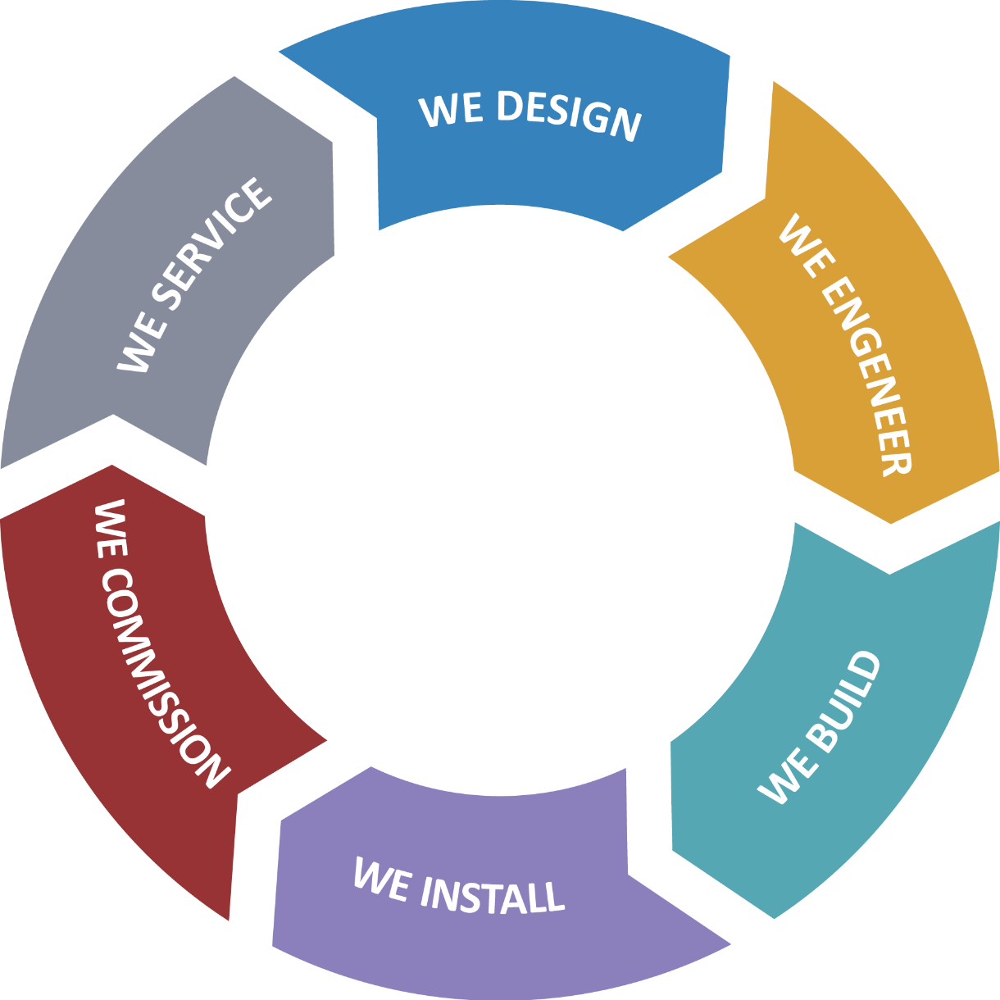 WE DESIGN
WE ENGENEER
WE BUILD
WE INSTALL
WE COMMISSION
WE SERVICE